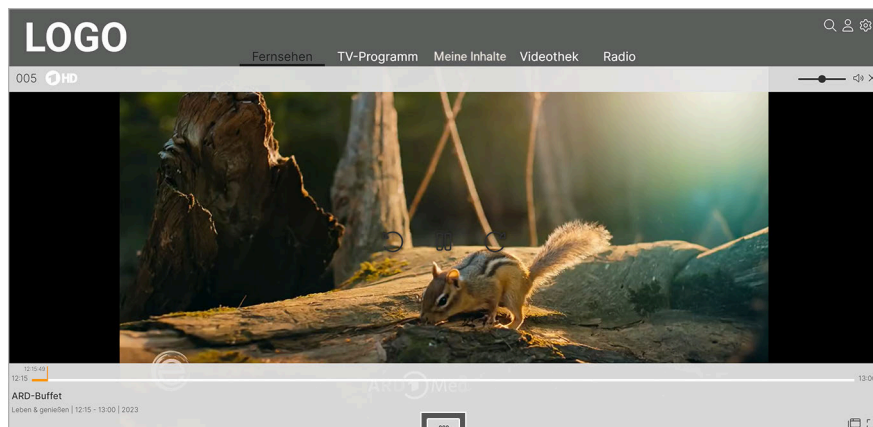 LOGO
Fernsehen TV-Programm Meine Inhalte Videothek Radio
005 HD
12:15:49
12:15 13:00
ARD-Buffet
Leben & genießen | 12:15 - 13:00 | 2023